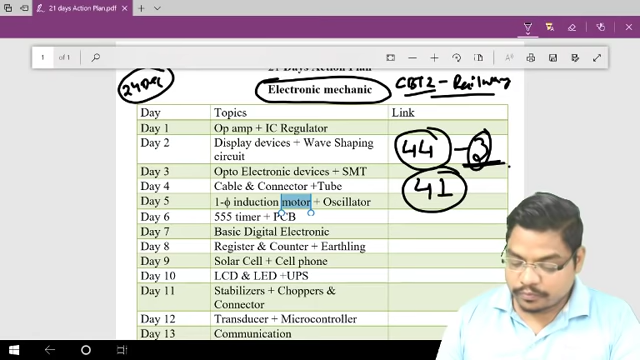 21 days Action Plan.pdf
1 of 1
21 Days Action Plan
24 Dec
Electronic mechanic
CBT2 - Railway
Day Topics Link
Day 1 Op amp + IC Regulator
Day 2 Display devices + Wave Shaping
circuit
44 - 3
Day 3 Opto Electronic devices + SMT
Day 4 Cable & Connector +Tube
41
Day 5 1-ϕ induction motor + Oscillator
Day 6 555 timer + PCB
Day 7 Basic Digital Electronic
Day 8 Register & Counter + Earthling
Day 9 Solar Cell + Cell phone
Day 10 LCD & LED +UPS
Day 11 Stabilizers + Choppers &
Connector
Day 12 Transducer + Microcontroller
Day 13 Communication